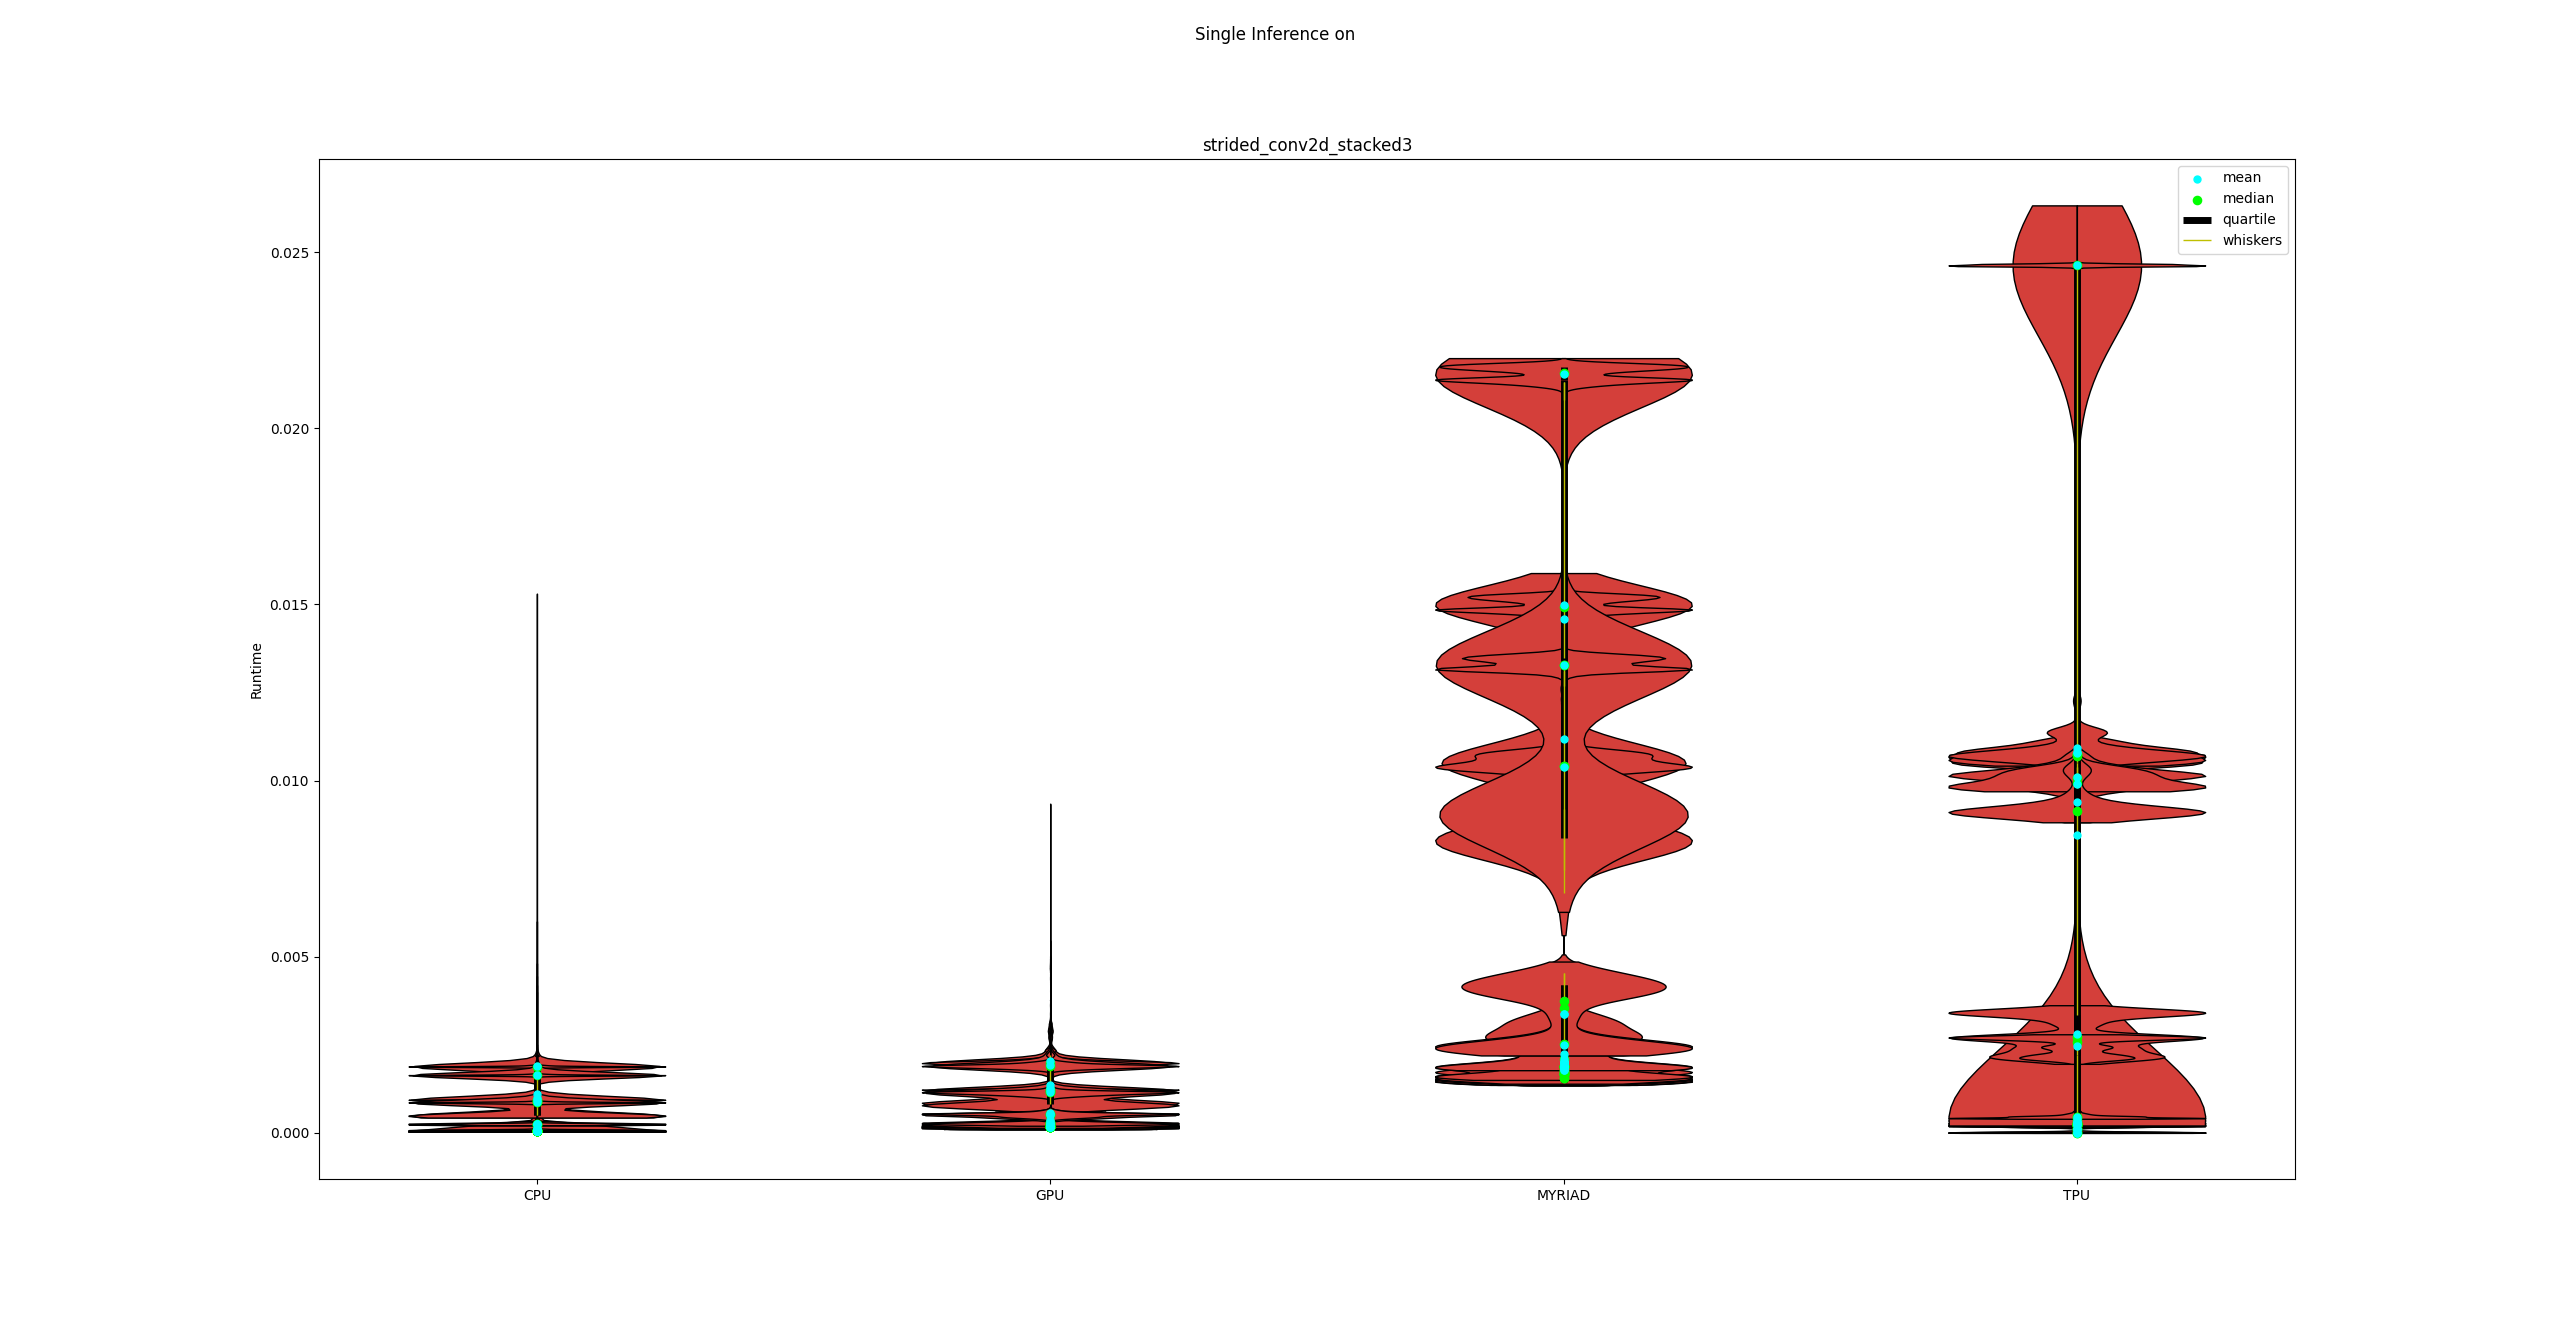 Single Inference on
strided_conv2d_stacked3
mean
median
quartile
whiskers
0.025
0.020
0.015
0.010
0.005
0.000
Runtime
CPU
GPU
MYRIAD
TPU